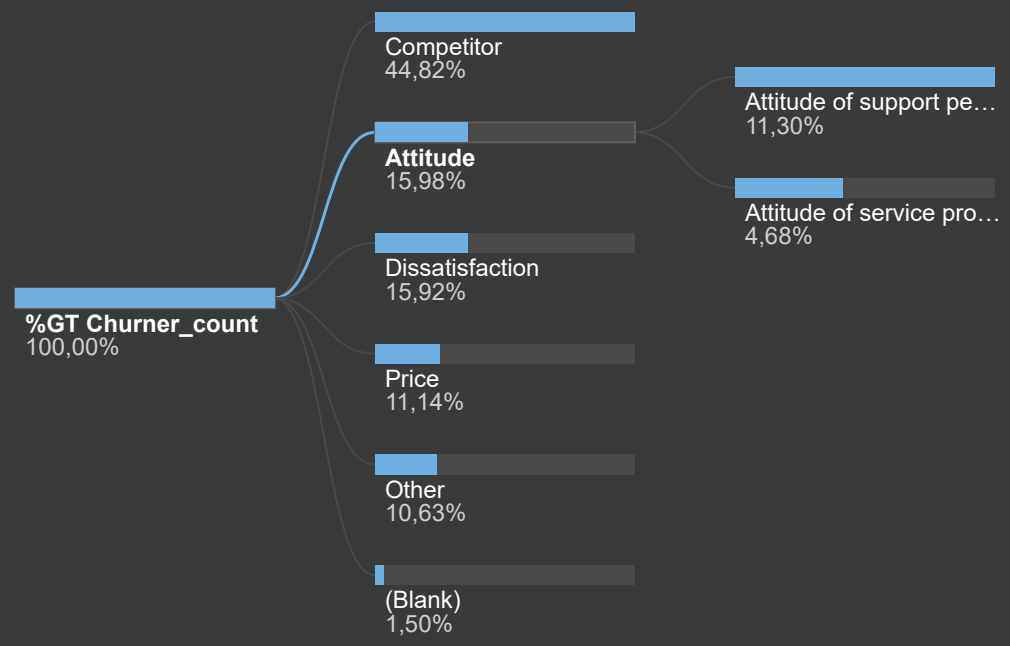 %GT Churner_count
100,00%
Competitor
44,82%
Attitude
15,98%
Dissatisfaction
15,92%
Price
11,14%
Other
10,63%
(Blank)
1,50%
Attitude of support pe…
11,30%
Attitude of service pro…
4,68%